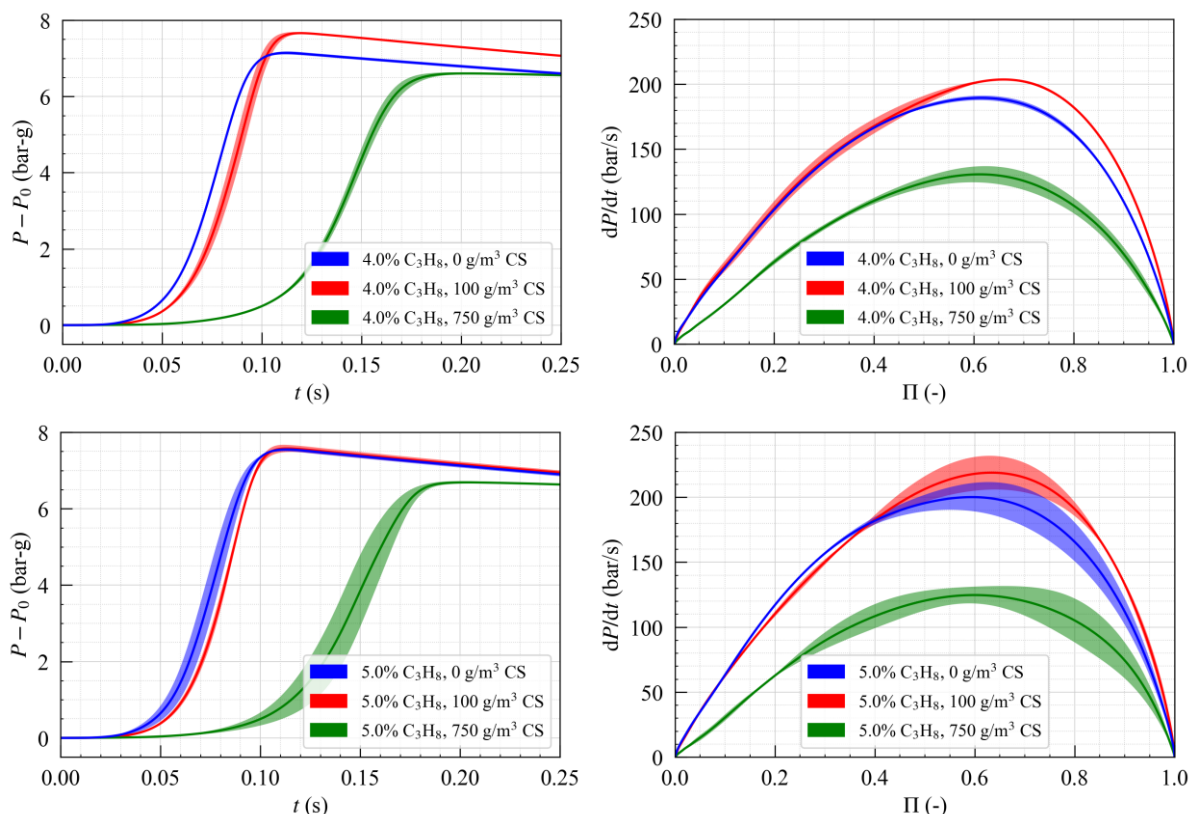 8
6
4
2
0
P − P₀ (bar-g)
4.0% C₃H₈, 0 g/m³ CS
4.0% C₃H₈, 100 g/m³ CS
4.0% C₃H₈, 750 g/m³ CS
0.00 0.05 0.10 0.15 0.20 0.25
t (s)
250
200
150
100
50
0
dP/dt (bar/s)
4.0% C₃H₈, 0 g/m³ CS
4.0% C₃H₈, 100 g/m³ CS
4.0% C₃H₈, 750 g/m³ CS
0.0 0.2 0.4 0.6 0.8 1.0
Π (-)
8
6
4
2
0
P − P₀ (bar-g)
5.0% C₃H₈, 0 g/m³ CS
5.0% C₃H₈, 100 g/m³ CS
5.0% C₃H₈, 750 g/m³ CS
0.00 0.05 0.10 0.15 0.20 0.25
t (s)
250
200
150
100
50
0
dP/dt (bar/s)
5.0% C₃H₈, 0 g/m³ CS
5.0% C₃H₈, 100 g/m³ CS
5.0% C₃H₈, 750 g/m³ CS
0.0 0.2 0.4 0.6 0.8 1.0
Π (-)